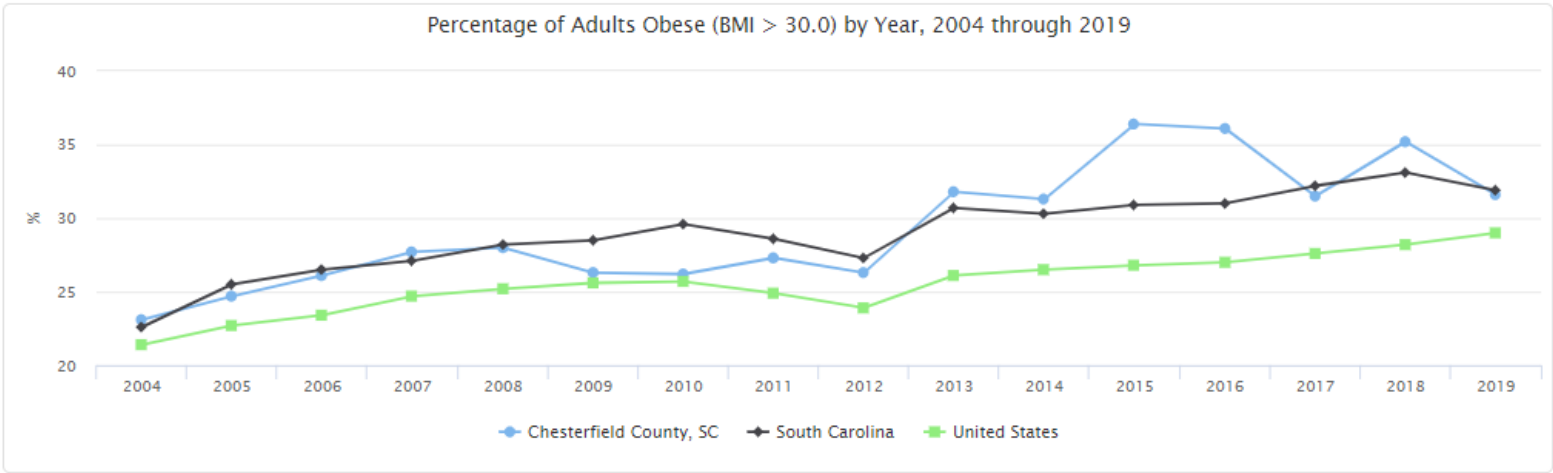 Percentage of Adults Obese (BMI > 30.0) by Year, 2004 through 2019
40
35
30
25
20
%
2004 2005 2006 2007 2008 2009 2010 2011 2012 2013 2014 2015 2016 2017 2018 2019
Chesterfield County, SC South Carolina United States